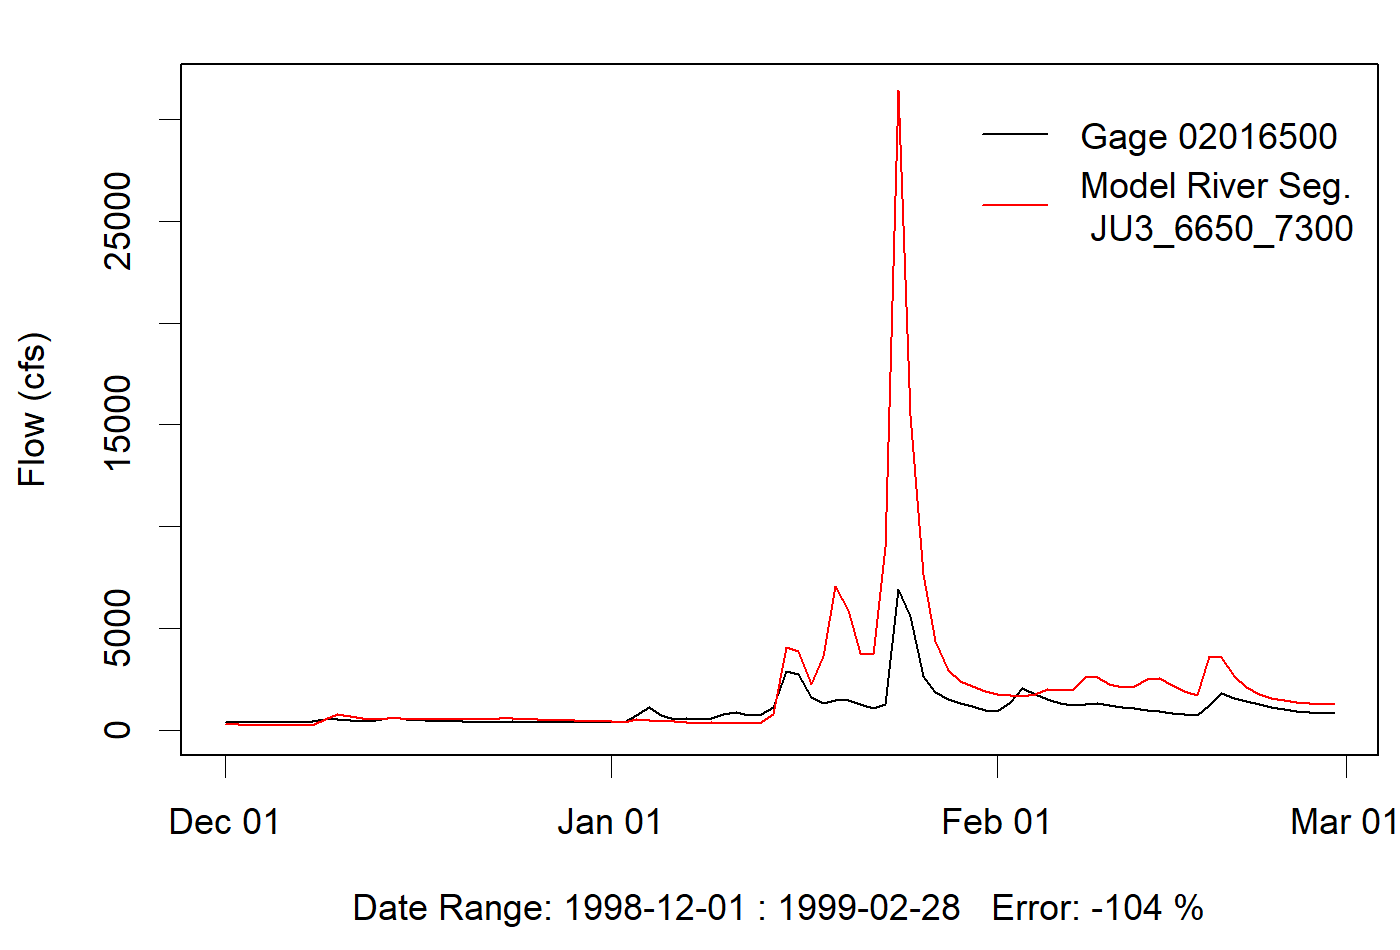 Gage 02016500
Model River Seg.
JU3_6650_7300
Flow (cfs)
25000
15000
5000
0
Dec 01
Jan 01
Feb 01
Mar 01
Date Range: 1998-12-01 : 1999-02-28 Error: -104 %